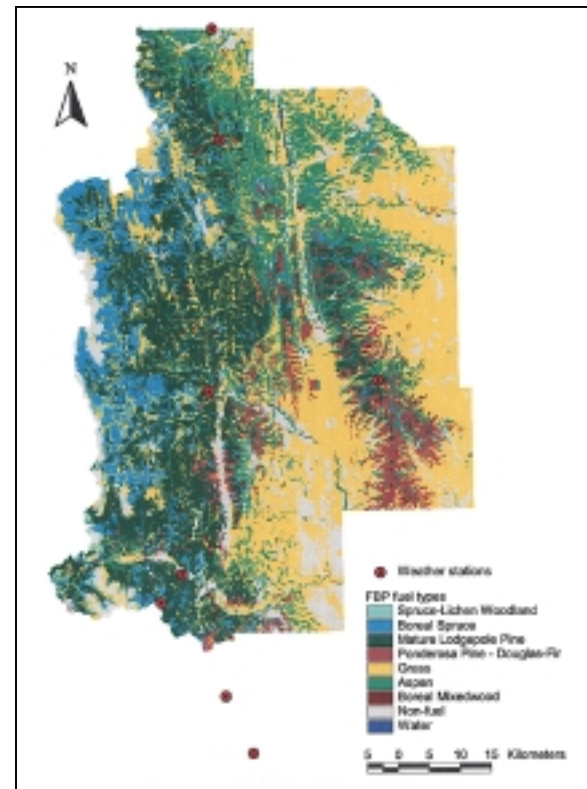 N
Weather stations
FBP fuel types
Spruce-Lichen Woodland
Boreal Spruce
Mature Lodgepole Pine
Ponderosa Pine - Douglas-Fir
Grass
Aspen
Boreal Mixedwood
Non-fuel
Water
5 0 5 10 15 Kilometers